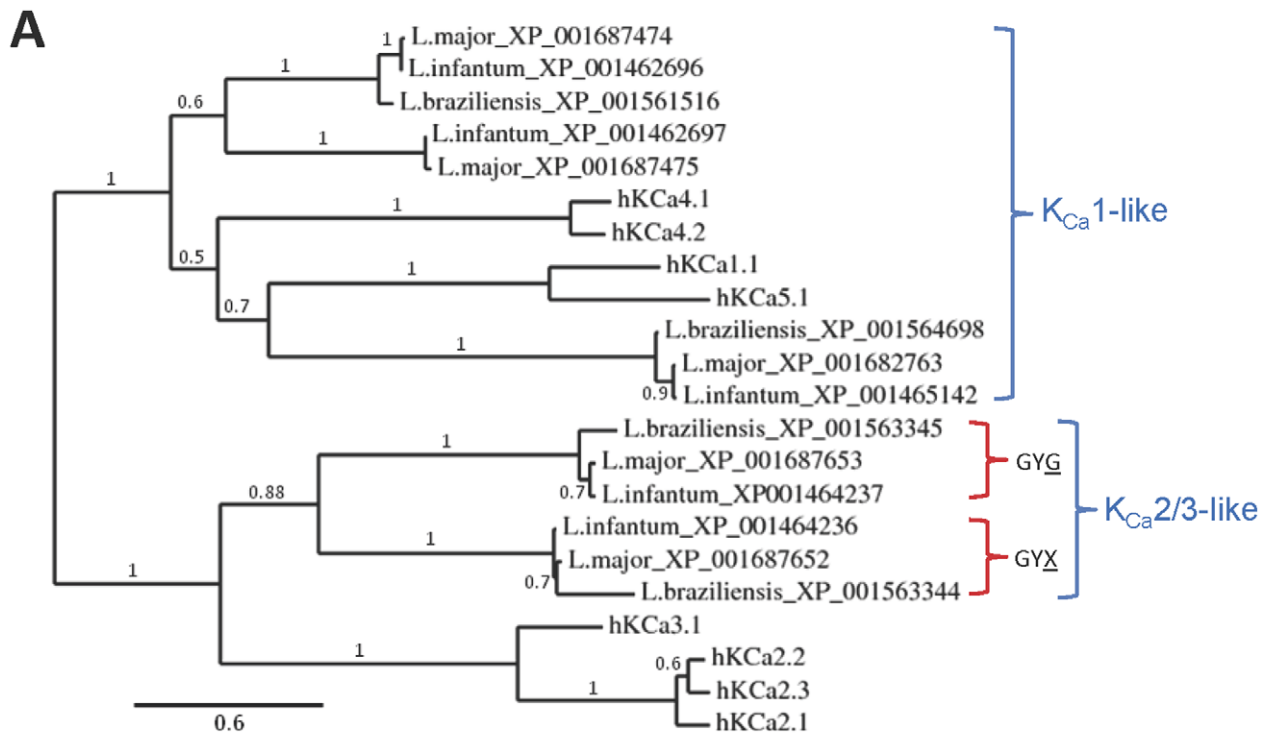 A
1
L.major_XP_001687474
1
L.infantum_XP_001462696
0.6
L.braziliensis_XP_001561516
1
L.infantum_XP_001462697
L.major_XP_001687475
1
1
hKCa4.1
hKCa4.2
KCa1-like
0.5
1
hKCa1.1
0.7
hKCa5.1
1
L.braziliensis_XP_001564698
L.major_XP_001682763
0.9
L.infantum_XP_001465142
1
L.braziliensis_XP_001563345
L.major_XP_001687653
GYG
0.88
0.7
L.infantum_XP001464237
KCa2/3-like
1
L.infantum_XP_001464236
L.major_XP_001687652
GYX
1
0.7
L.braziliensis_XP_001563344
hKCa3.1
1
0.6
hKCa2.2
1
hKCa2.3
hKCa2.1
0.6